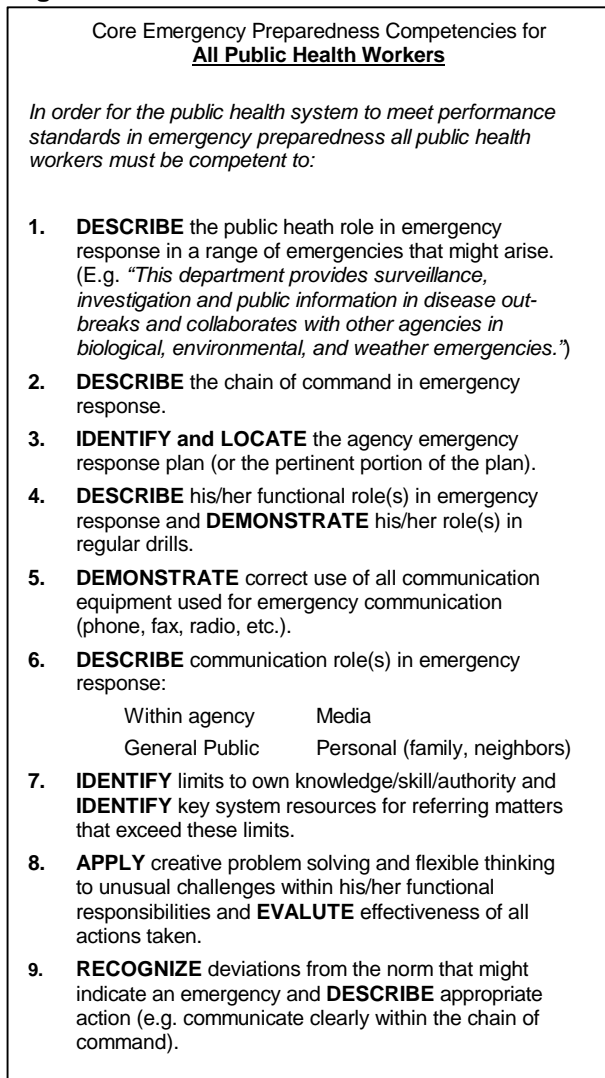 Core Emergency Preparedness Competencies for
All Public Health Workers
In order for the public health system to meet performance
standards in emergency preparedness all public health
workers must be competent to:
1. DESCRIBE the public heath role in emergency
response in a range of emergencies that might arise.
(E.g. “This department provides surveillance,
investigation and public information in disease out-
breaks and collaborates with other agencies in
biological, environmental, and weather emergencies.”)
2. DESCRIBE the chain of command in emergency
response.
3. IDENTIFY and LOCATE the agency emergency
response plan (or the pertinent portion of the plan).
4. DESCRIBE his/her functional role(s) in emergency
response and DEMONSTRATE his/her role(s) in
regular drills.
5. DEMONSTRATE correct use of all communication
equipment used for emergency communication
(phone, fax, radio, etc.).
6. DESCRIBE communication role(s) in emergency
response:
Within agency Media
General Public Personal (family, neighbors)
7. IDENTIFY limits to own knowledge/skill/authority and
IDENTIFY key system resources for referring matters
that exceed these limits.
8. APPLY creative problem solving and flexible thinking
to unusual challenges within his/her functional
responsibilities and EVALUTE effectiveness of all
actions taken.
9. RECOGNIZE deviations from the norm that might
indicate an emergency and DESCRIBE appropriate
action (e.g. communicate clearly within the chain of
command).